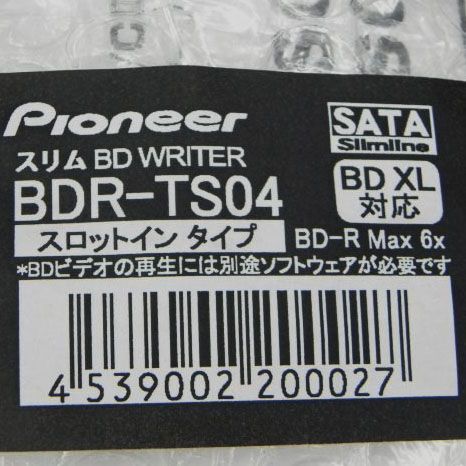 Pioneer
SATA
Slimline
スリム BD WRITER
BDR-TS04
BD XL
対応
スロットイン タイプ
BD-R Max 6x
*BDビデオの再生には別途ソフトウェアが必要です
4 539002 200027